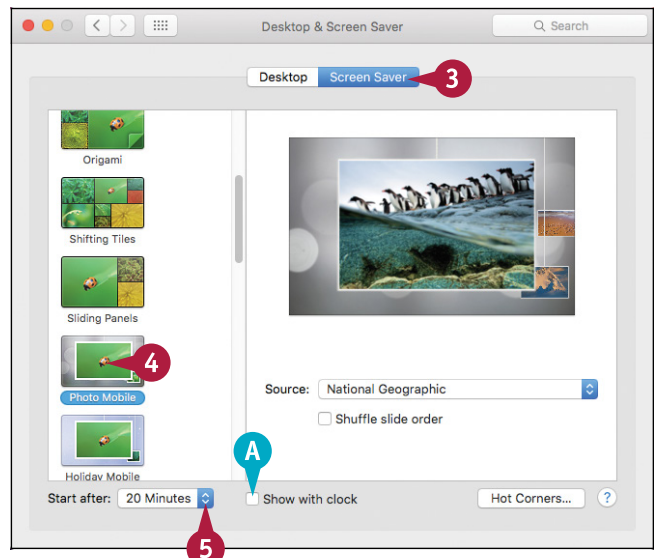 Desktop & Screen Saver
Search
Desktop
Screen Saver
3
Origami
Shifting Tiles
Sliding Panels
4
Photo Mobile
Holiday Mobile
Source: National Geographic
Shuffle slide order
A
Start after: 20 Minutes
Show with clock
Hot Corners...
?
5